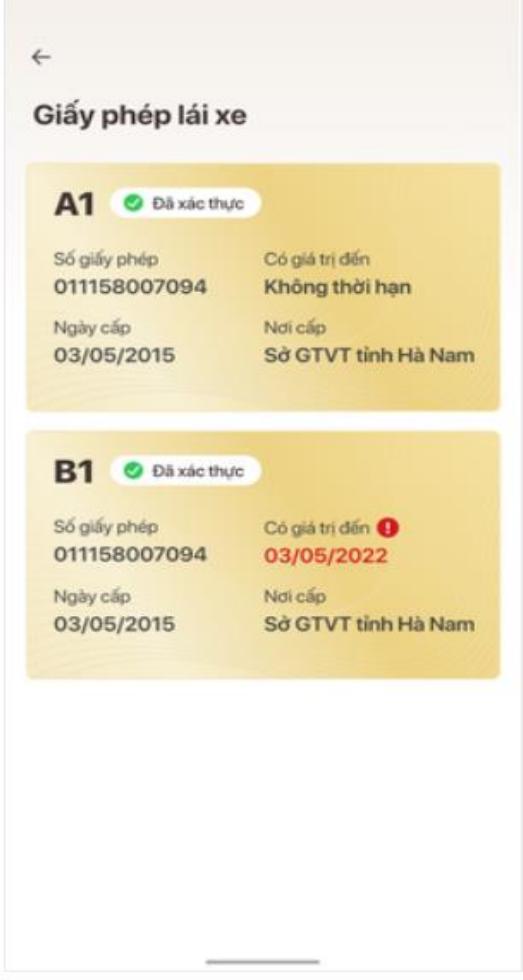 Giấy phép lái xe
A1 Đã xác thực
Số giấy phép Có giá trị đến
011158007094 Không thời hạn
Ngày cấp Nơi cấp
03/05/2015 Sở GTVT tỉnh Hà Nam
B1 Đã xác thực
Số giấy phép Có giá trị đến
011158007094 03/05/2022
Ngày cấp Nơi cấp
03/05/2015 Sở GTVT tỉnh Hà Nam